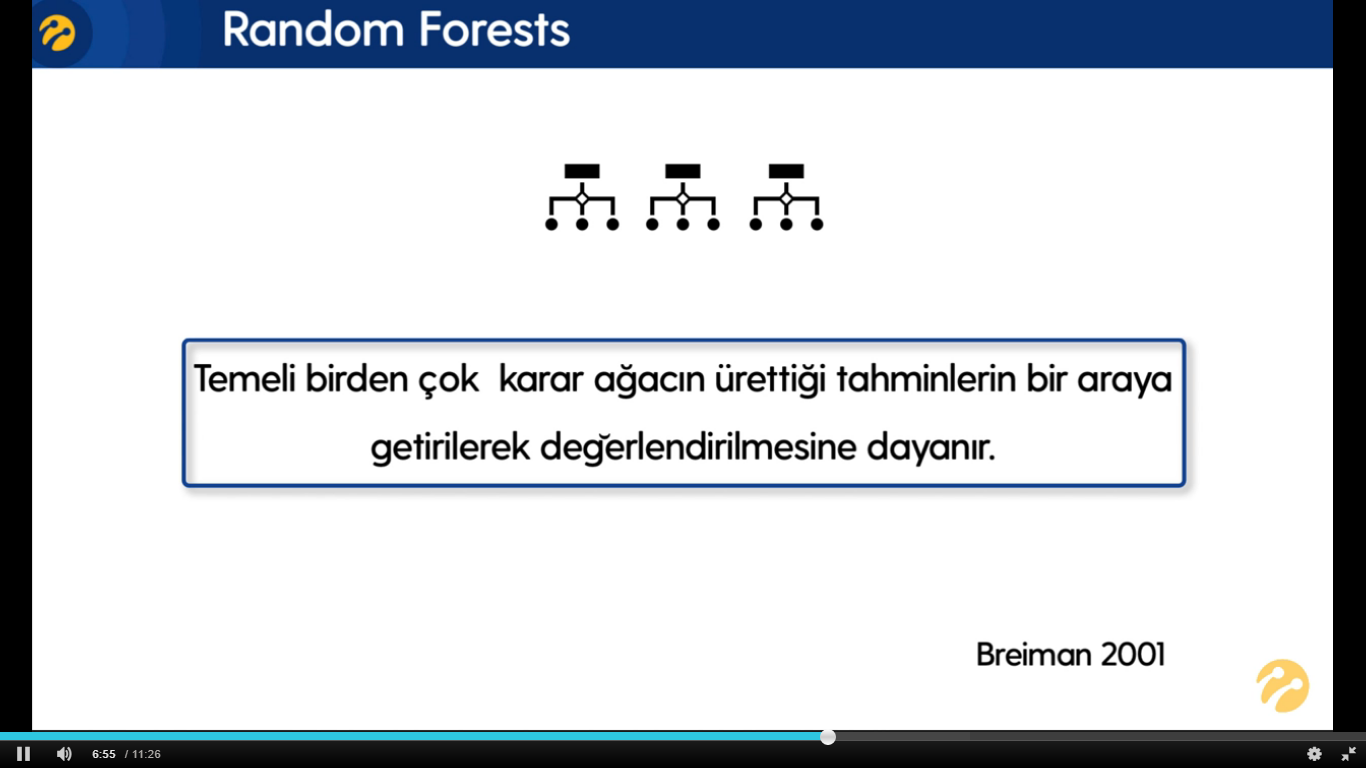 Random Forests
Temeli birden çok karar ağacın ürettiği tahminlerin bir araya
getirilerek değerlendirilmesine dayanır.
Breiman 2001
6:55 / 11:26